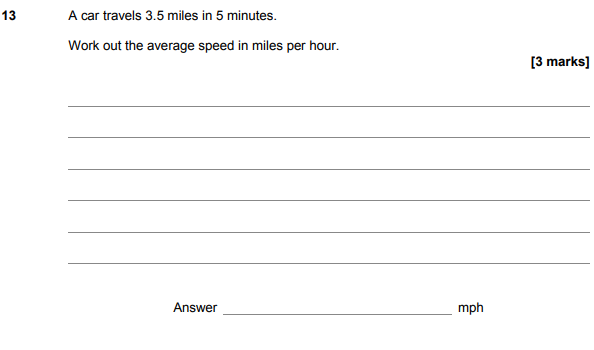 13 A car travels 3.5 miles in 5 minutes.
Work out the average speed in miles per hour.
[3 marks]
Answer mph